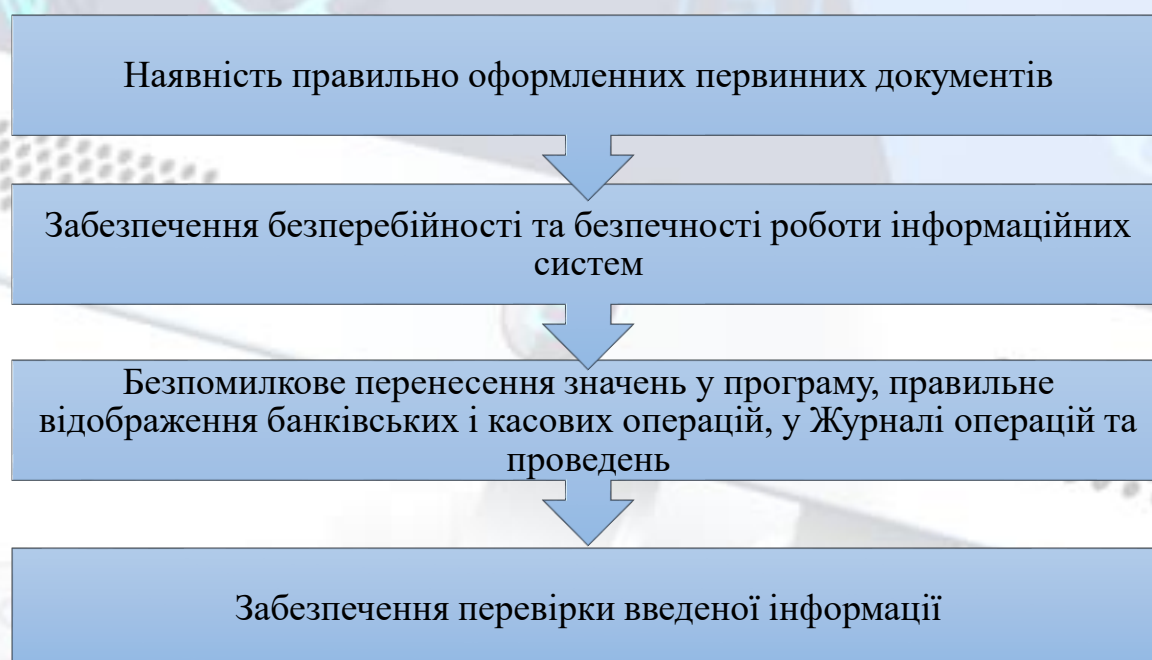 Наявність правильно оформленних первинних документів
Забезпечення безперебійності та безпечності роботи інформаційних
систем
Безпомилкове перенесення значень у програму, правильне
відображення банківських і касових операцій, у Журналі операцій та
проведень
Забезпечення перевірки введеної інформації